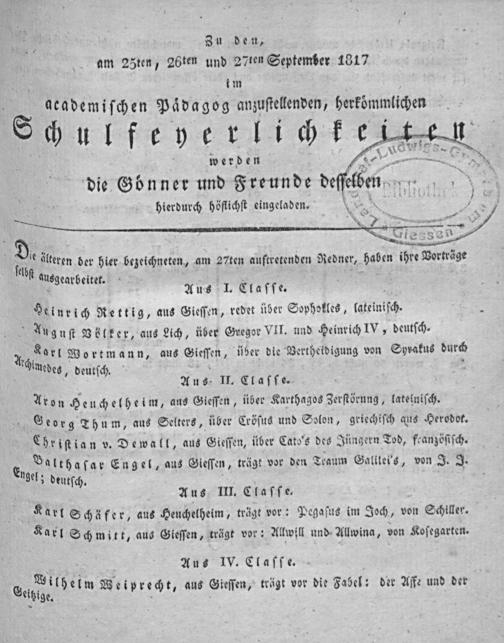 Zu den,
am 25ten, 26ten und 27ten September 1817
im
academischen Pädagog anzustellenden, herkömmlichen
Schulfeyerlichkeiten
werden
die Gönner und Freunde desselben
hierdurch höflichst eingeladen.
Ludwigs-Gym
Bibliothek
Giessen
Die älteren der hier bezeichneten, am 27ten auftretenden Redner, haben ihre Vorträge
selbst ausgearbeitet.
Aus I. Classe.
Heinrich Rettig, aus Giessen, redet über Sophokles, lateinisch.
August Völker, aus Lich, über Gregor VII. und Heinrich IV, deutsch.
Karl Wortmann, aus Giessen, über die Vertheidigung von Syrakus durch
Archimedes, deutsch.
Aus II. Classe.
Aron Heuchelheim, aus Giessen, über Karthagos Zerstörung, lateinisch.
Georg Thum, aus Selters, über Crösus und Solon, griechisch aus Herodot.
Christian v. Dewall, aus Giessen, über Cato's des Jüngern Tod, französisch.
Balthasar Engel, aus Giessen, trägt vor den Traum Galilei's, von J. J.
Engel; deutsch.
Aus III. Classe.
Karl Schäfer, aus Heuchelheim, trägt vor: Pegasus im Joch, von Schiller.
Karl Schmitt, aus Giessen, trägt vor: Allwill und Allwina, von Kosegarten.
Aus IV. Classe.
Wilhelm Weiprecht, aus Giessen, trägt vor die Fabel: der Affe und der
Geitzige.